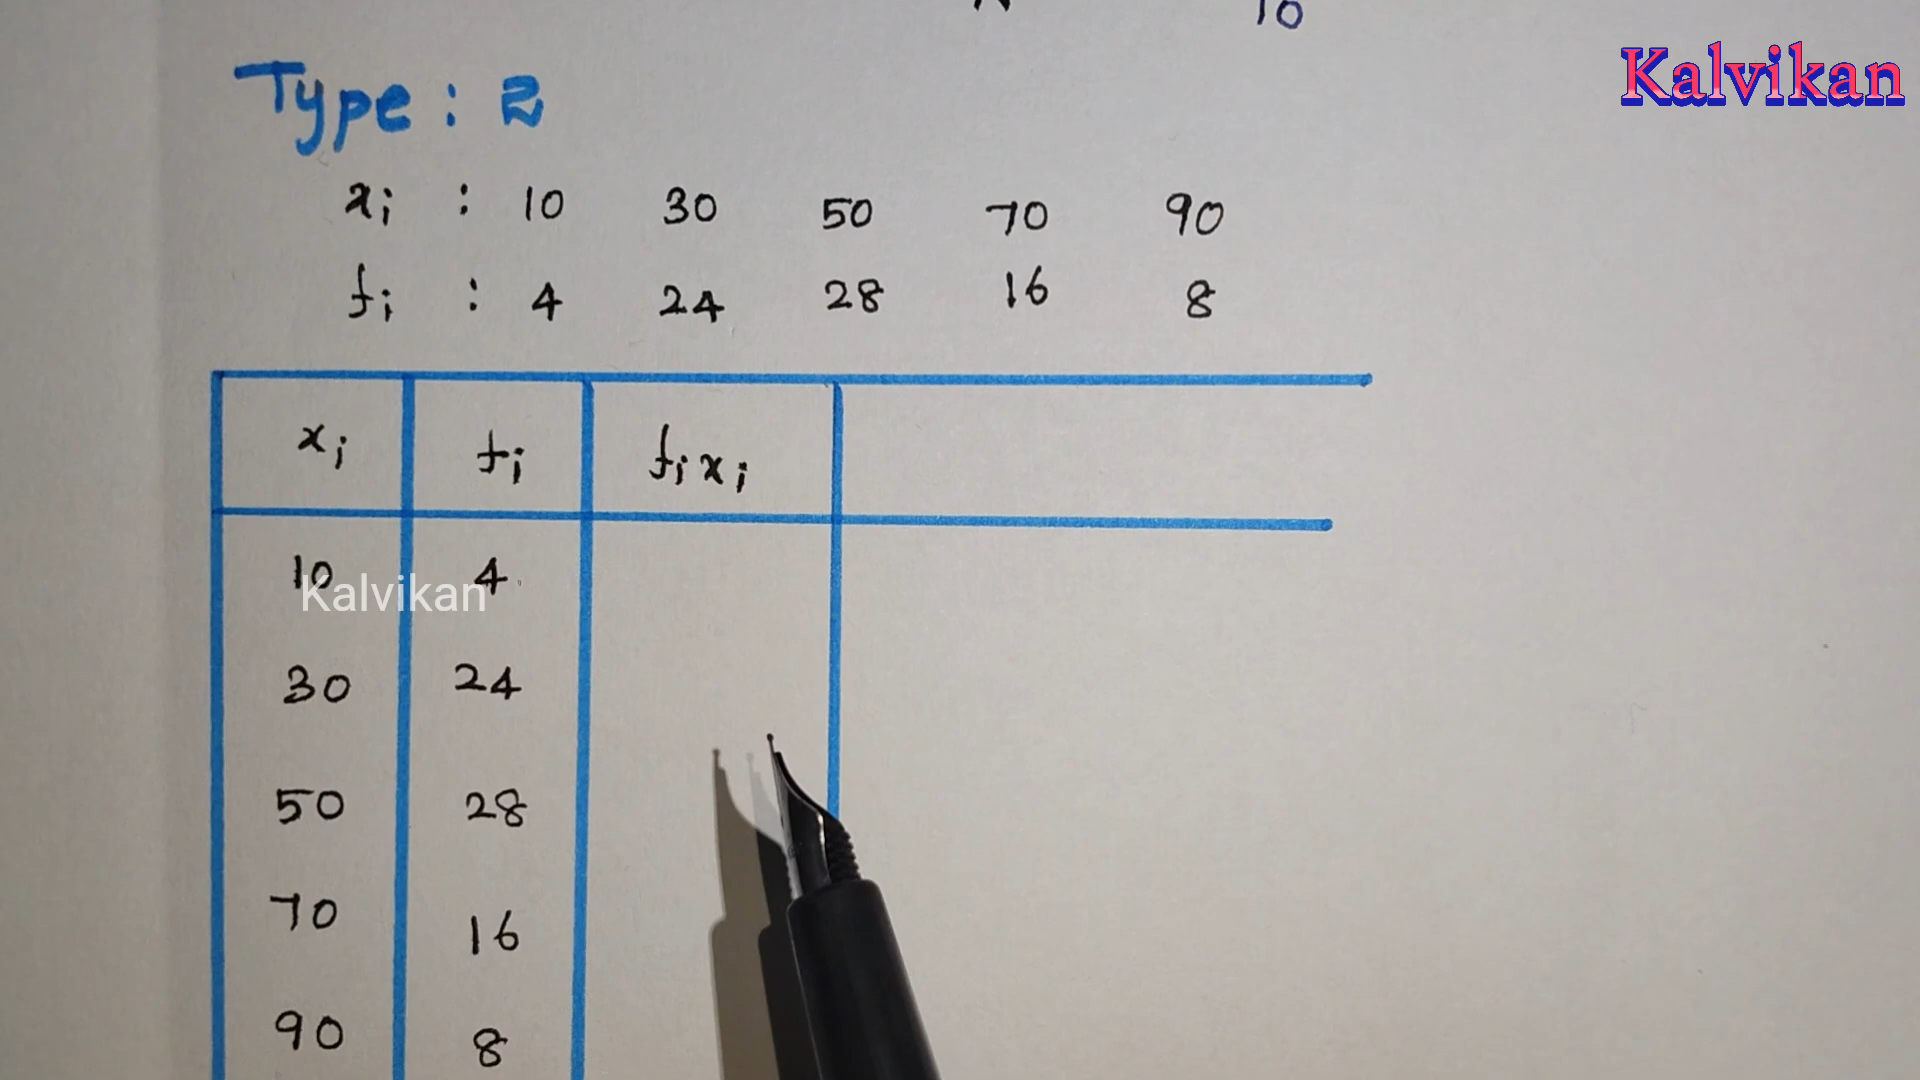 10
Kalvikan
Type : 2
xi : 10 30 50 70 90
fi : 4 24 28 16 8
xi fi fixi
10 4
Kalvikan
30 24
50 28
70 16
90 8